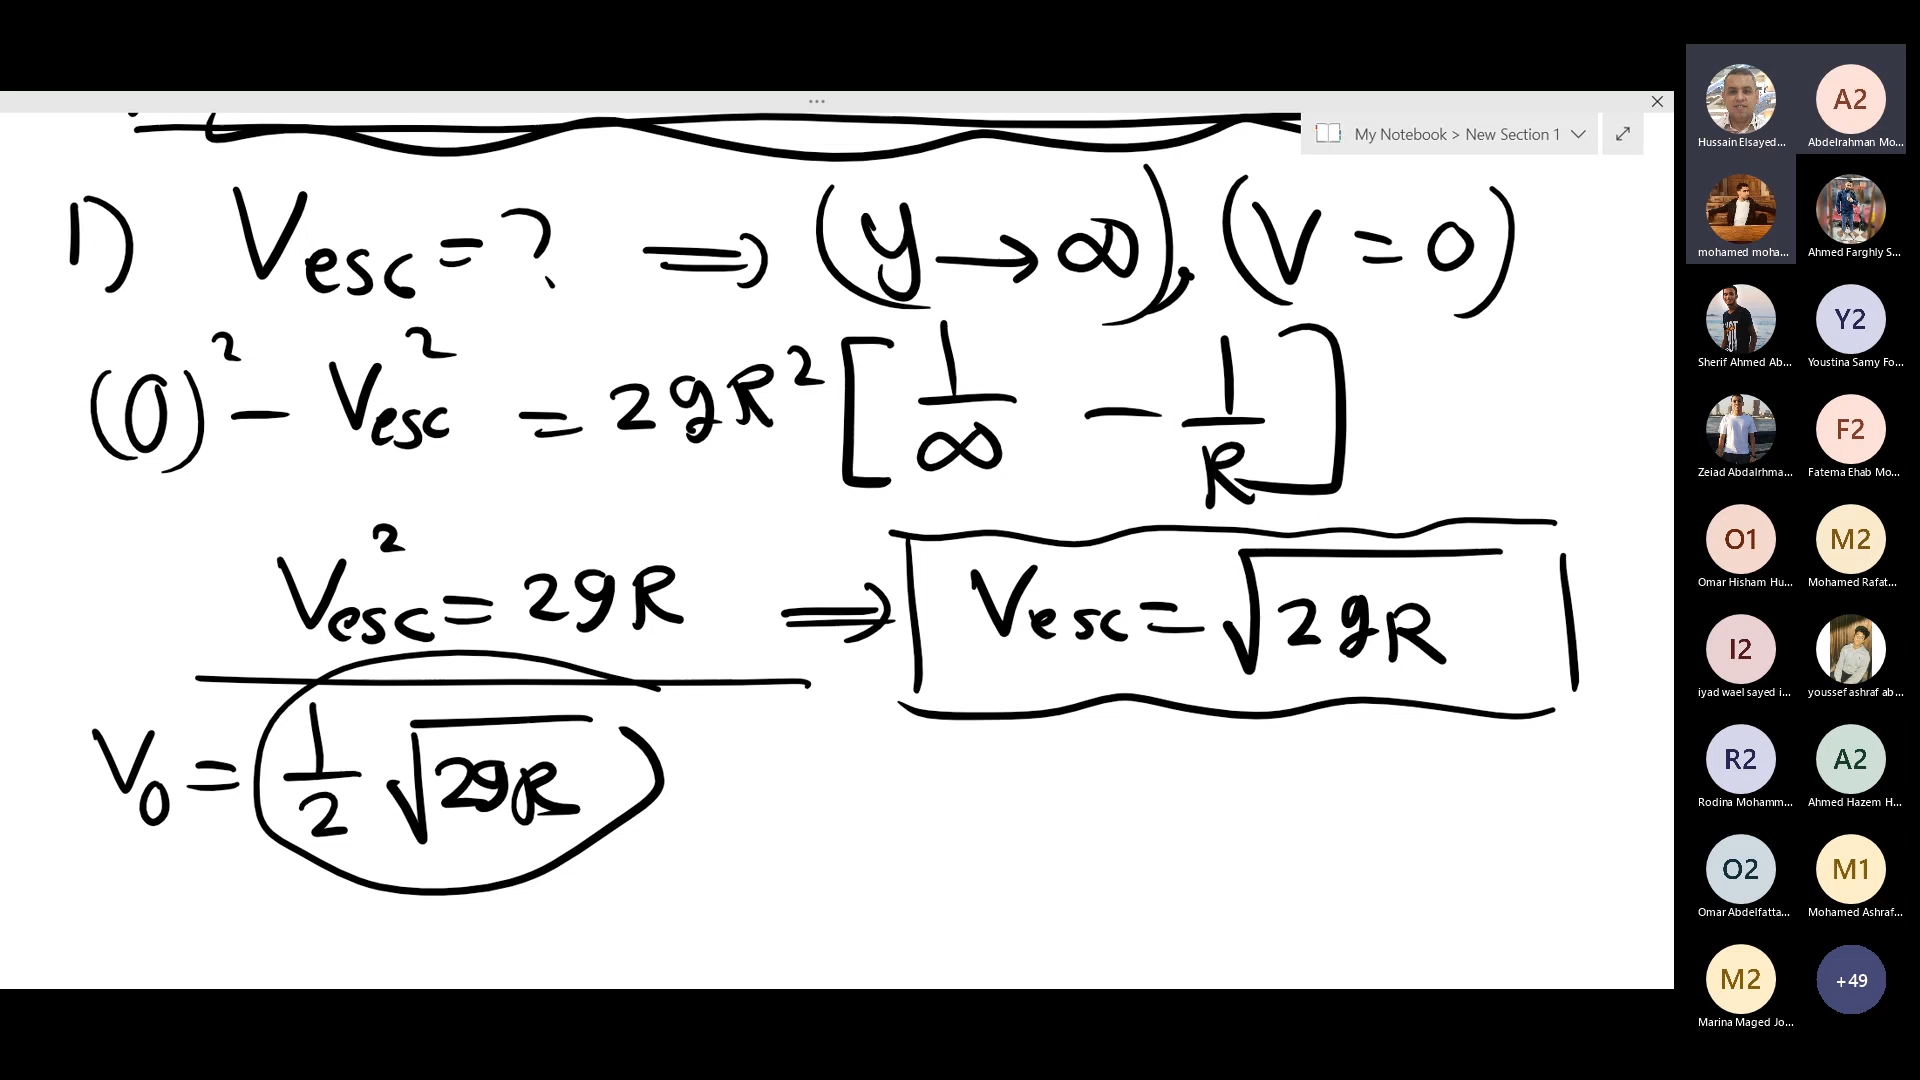 My Notebook > New Section 1
1) Vesc = ? ⟹ (y → ∞), (V = 0)
(0)² - Vesc² = 2gR² [1/∞ - 1/R]
Vesc² = 2gR ⟹ Vesc = √2gR
V₀ = 1/2 √2gR
A2
Hussain Elsayed... Abdelrahman Mo...
mohamed moha... Ahmed Farghly S...
Y2
Sherif Ahmed Ab... Youstina Samy Fo...
F2
Zeiad Abdalrhma... Fatema Ehab Mo...
O1 M2
Omar Hisham Hu... Mohamed Rafat...
I2
iyad wael sayed i... youssef ashraf ab...
R2 A2
Rodina Mohamm... Ahmed Hazem H...
O2 M1
Omar Abdelfatta... Mohamed Ashraf...
M2 +49
Marina Maged Jo...